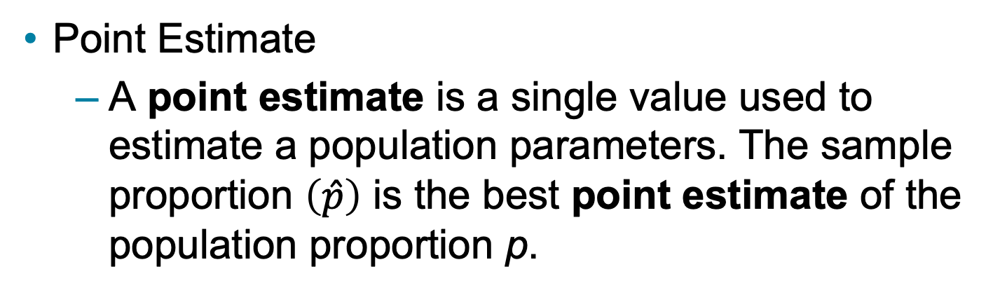 • Point Estimate
– A point estimate is a single value used to
estimate a population parameters. The sample
proportion (p̂) is the best point estimate of the
population proportion p.